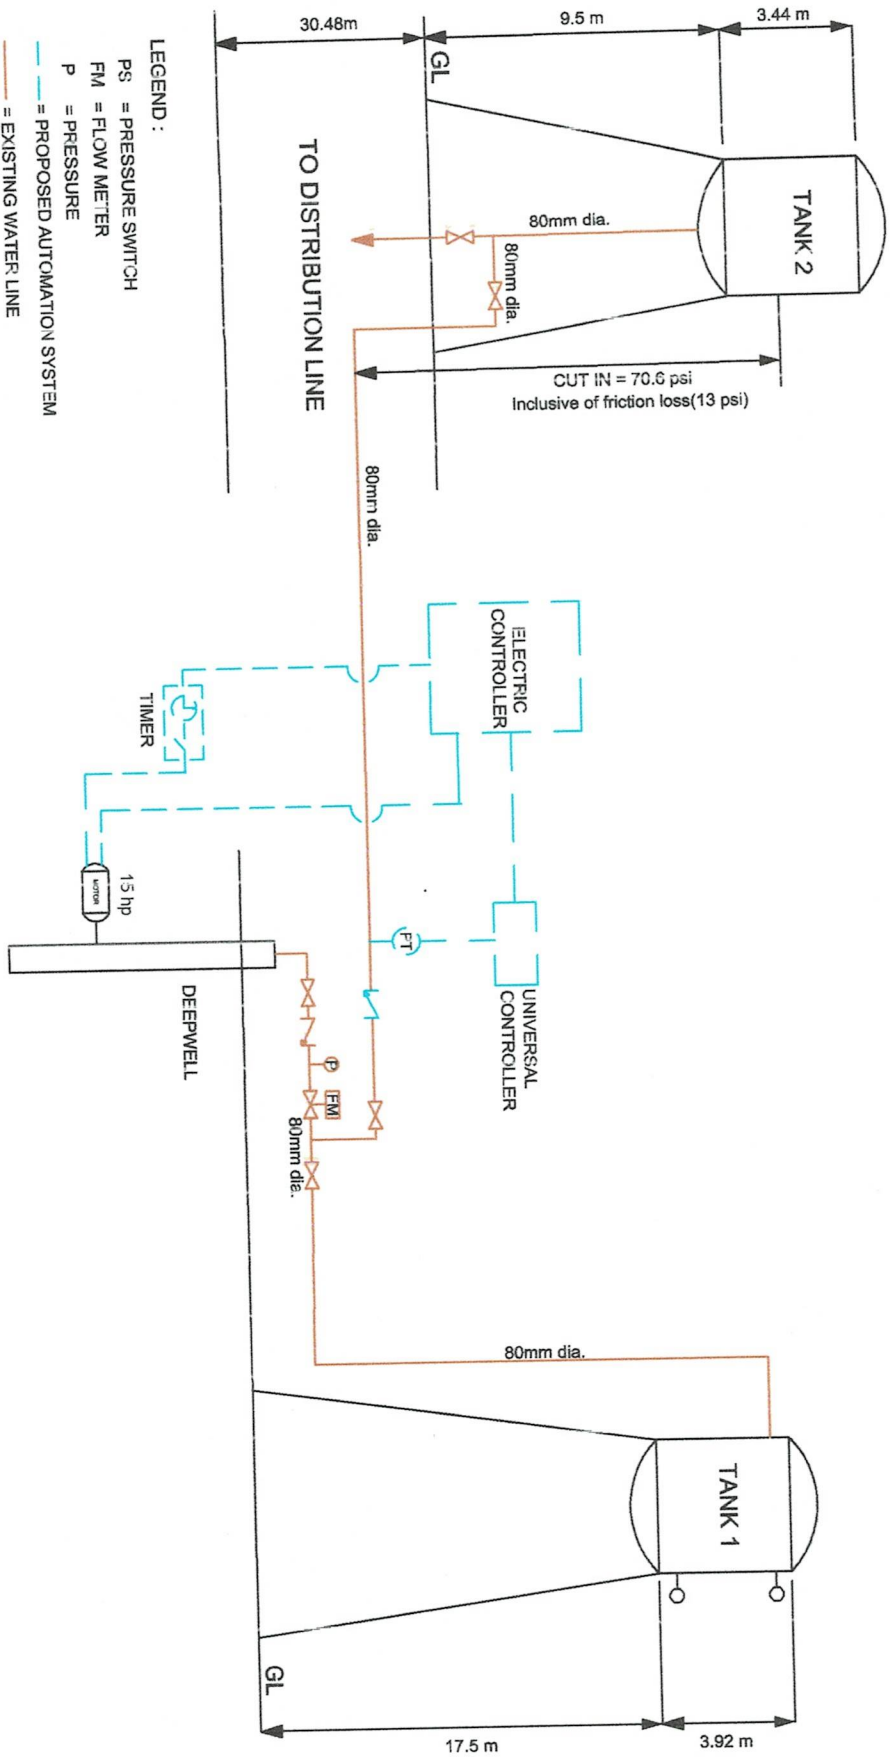 3.44 m
9.5 m
30.48m
GL
TANK 2
80mm dia.
80mm dia.
CUT IN = 70.6 psi
Inclusive of friction loss(13 psi)
TO DISTRIBUTION LINE
80mm dia.
ELECTRIC
CONTROLLER
UNIVERSAL
CONTROLLER
PT
TIMER
15 hp
MOTOR
DEEPWELL
P
FM
80mm dia.
80mm dia.
TANK 1
GL
17.5 m
3.92 m
LEGEND :
PS = PRESSURE SWITCH
FM = FLOW METER
P = PRESSURE
= PROPOSED AUTOMATION SYSTEM
= EXISTING WATER LINE